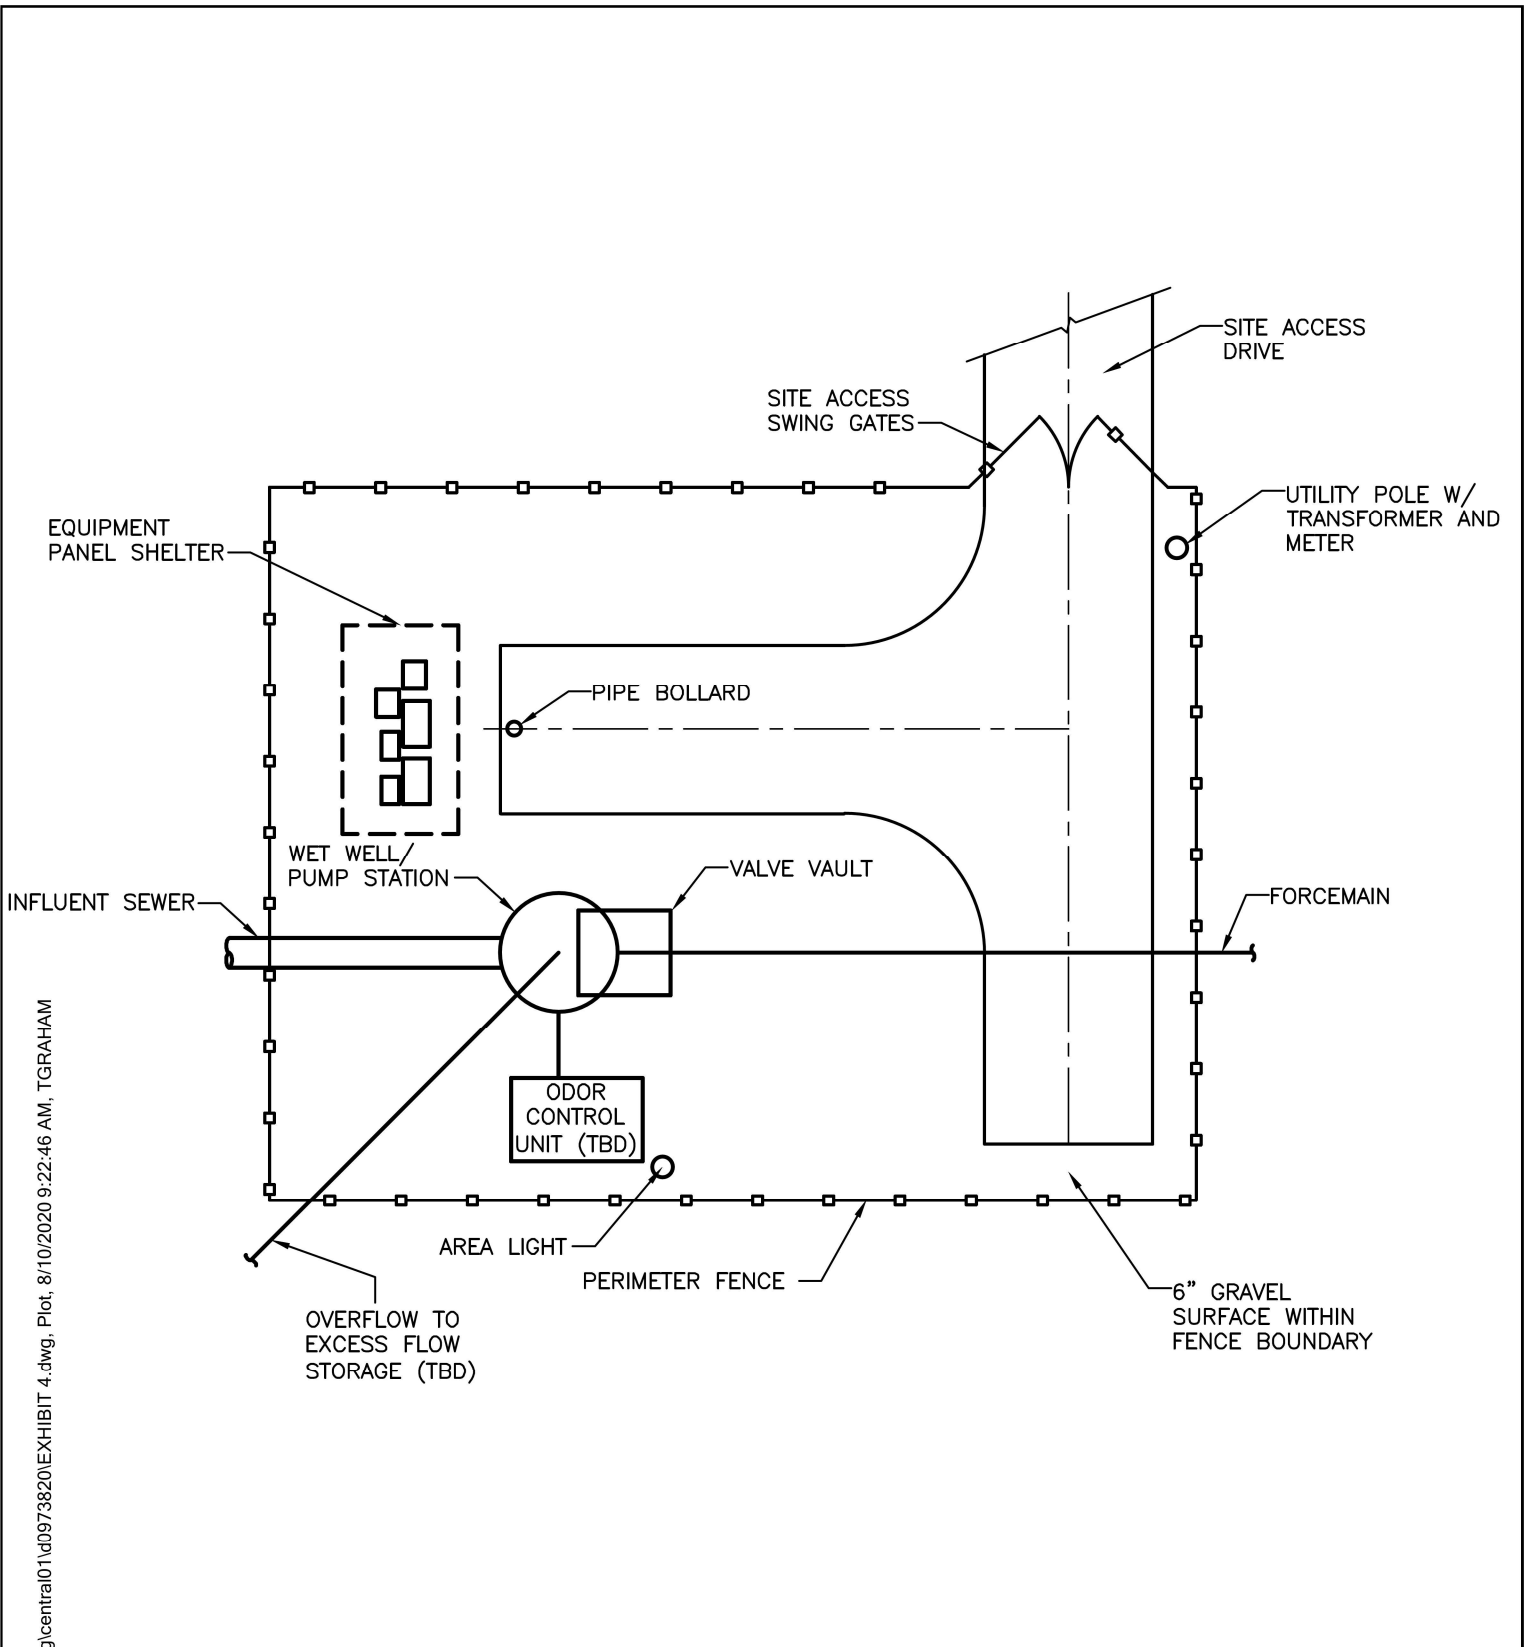 SITE ACCESS
DRIVE
SITE ACCESS
SWING GATES
UTILITY POLE W/
TRANSFORMER AND
METER
EQUIPMENT
PANEL SHELTER
PIPE BOLLARD
WET WELL/
PUMP STATION
VALVE VAULT
INFLUENT SEWER
FORCEMAIN
ODOR
CONTROL
UNIT (TBD)
AREA LIGHT
PERIMETER FENCE
6” GRAVEL
SURFACE WITHIN
FENCE BOUNDARY
OVERFLOW TO
EXCESS FLOW
STORAGE (TBD)
g\central01\d0973820\EXHIBIT 4.dwg, Plot, 8/10/2020 9:22:46 AM, TGRAHAM